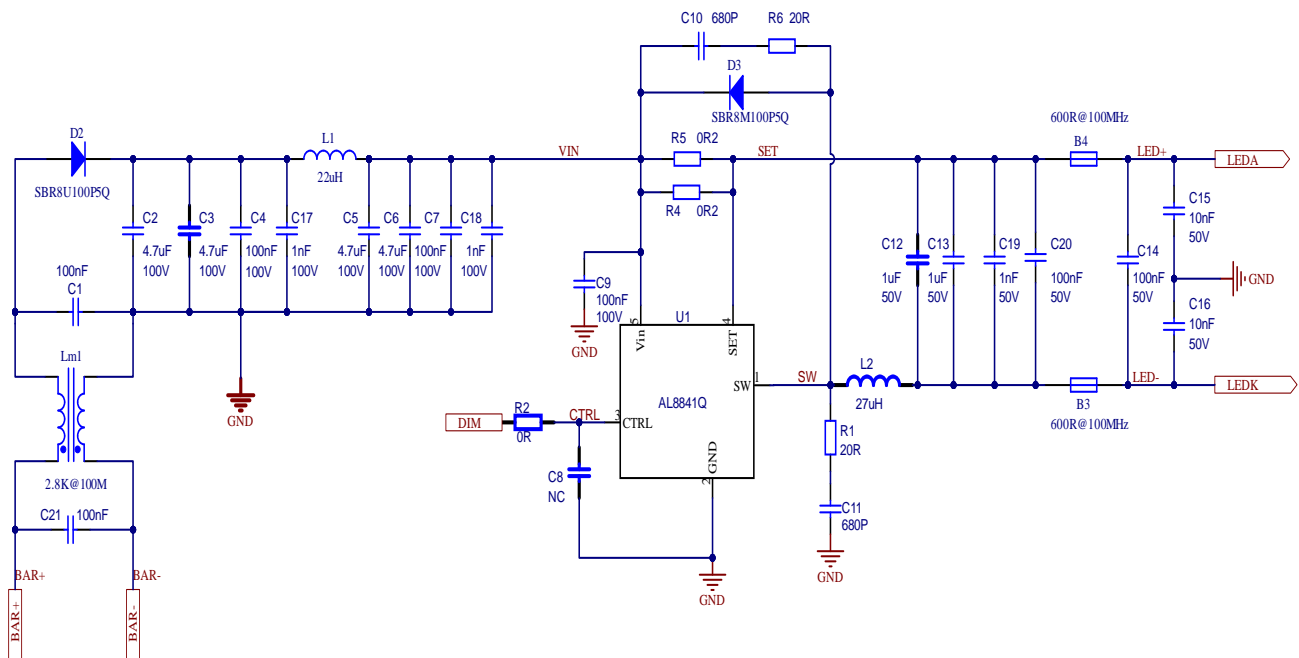 C10 680P
R6 20R
D3
SBR8M100P5Q
600R@100MHz
B4
D2
SBR8U100P5Q
L1
22uH
VIN
R5 0R2
SET
R4 0R2
LED+
LEDA
C2
4.7uF
100V
C3
4.7uF
100V
C4
100nF
100V
C17
1nF
100V
C5
4.7uF
100V
C6
4.7uF
100V
C7
100nF
100V
C18
1nF
100V
C12
1uF
50V
C13
1uF
50V
C19
1nF
50V
C20
100nF
50V
C14
100nF
50V
C15
10nF
50V
GND
C16
10nF
50V
100nF
C1
C9
100nF
100V
GND
U1
5
Vin
4
SET
SW
1
SW
L2
27uH
LED-
LEDK
B3
600R@100MHz
AL8841Q
Lm1
2.8K@100M
GND
DIM
R2
0R
CTRL
3
CTRL
GND
2
C8
NC
R1
20R
C11
680P
GND
GND
C21 100nF
BAR+
BAR-
BAR+
BAR-